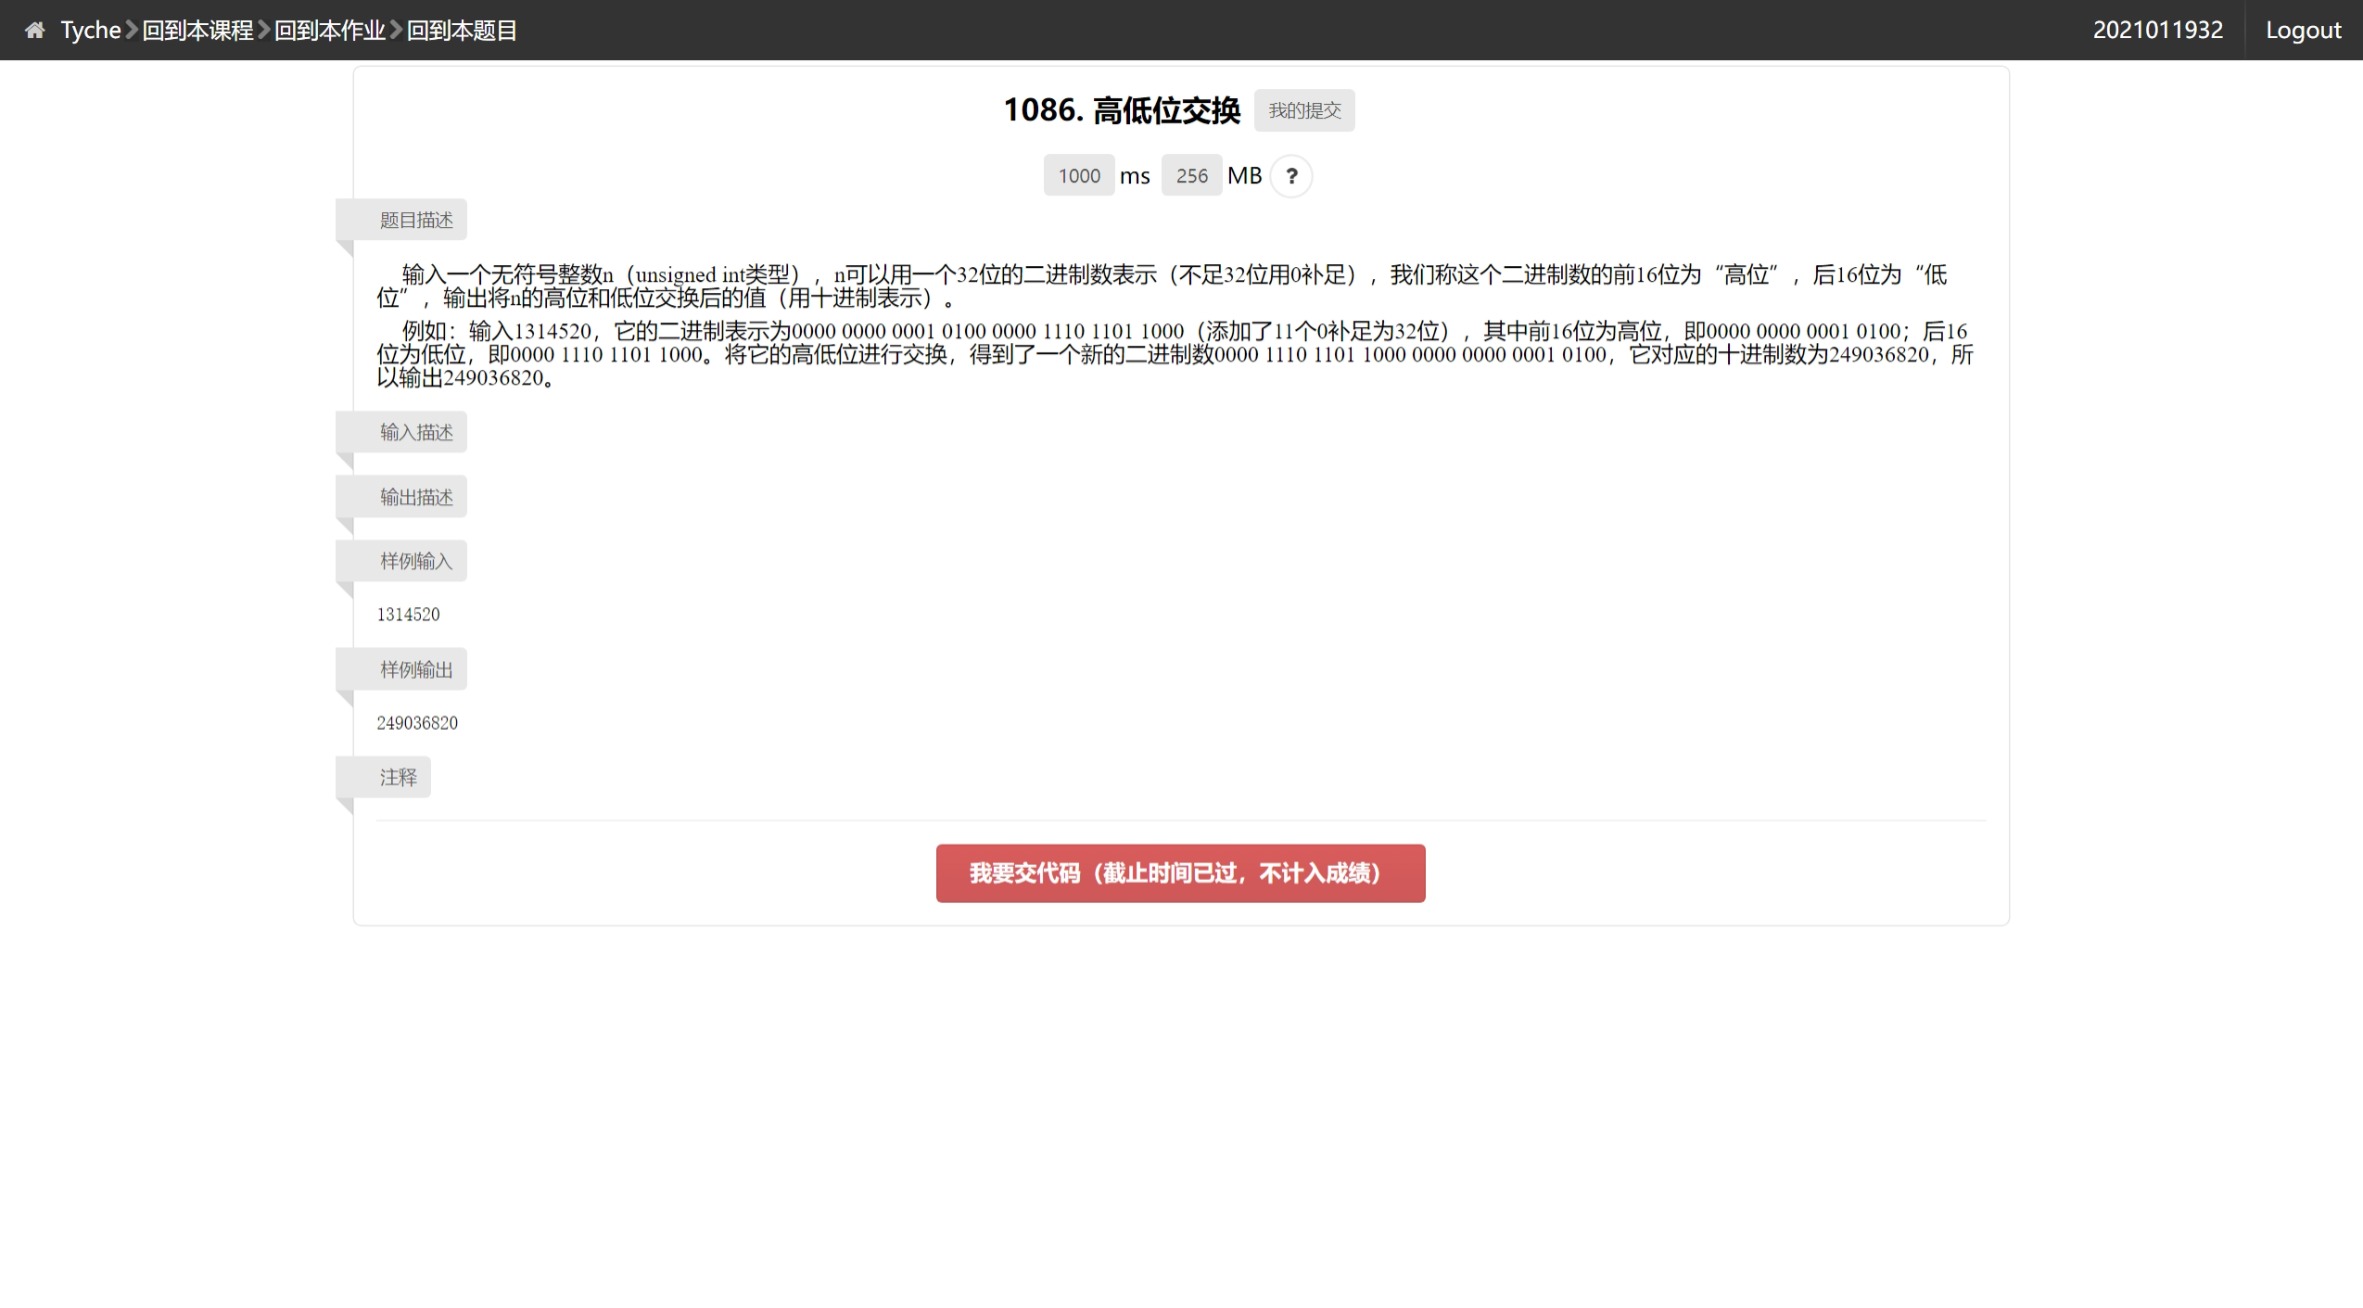 Tyche 回到本课程 回到本作业 回到本题目 2021011932 Logout
1086. 高低位交换 我的提交
1000 ms 256 MB ?
题目描述
输入一个无符号整数n（unsigned int类型），n可以用一个32位的二进制数表示（不足32位用0补足），我们称这个二进制数的前16位为“高位”，后16位为“低
位”，输出将n的高位和低位交换后的值（用十进制表示）。
例如：输入1314520，它的二进制表示为0000 0000 0001 0100 0000 1110 1101 1000（添加了11个0补足为32位），其中前16位为高位，即0000 0000 0001 0100；后16
位为低位，即0000 1110 1101 1000。将它的高低位进行交换，得到了一个新的二进制数0000 1110 1101 1000 0000 0000 0001 0100，它对应的十进制数为249036820，所
以输出249036820。
输入描述
输出描述
样例输入
1314520
样例输出
249036820
注释
我要交代码（截止时间已过，不计入成绩）